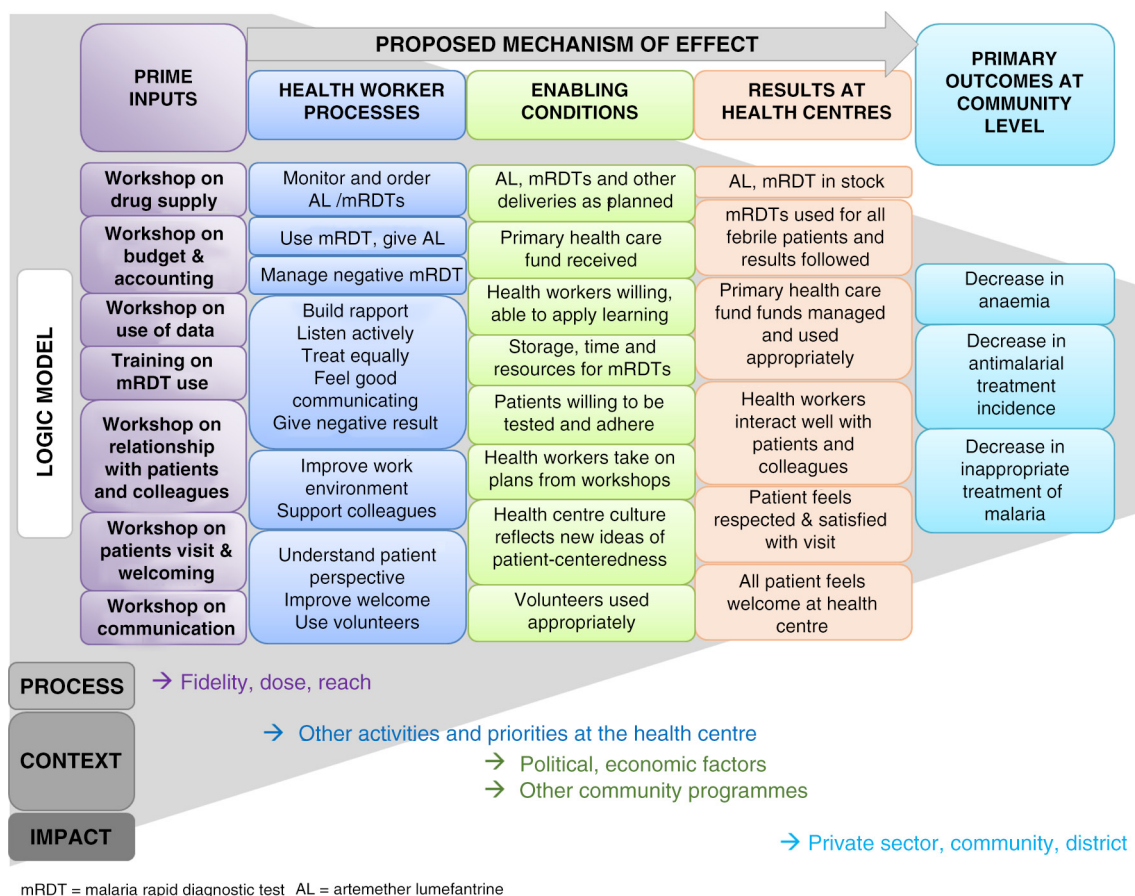 PROPOSED MECHANISM OF EFFECT
PRIME
INPUTS
HEALTH WORKER
PROCESSES
ENABLING
CONDITIONS
RESULTS AT
HEALTH CENTRES
PRIMARY
OUTCOMES AT
COMMUNITY
LEVEL
LOGIC MODEL
Workshop on
drug supply
Workshop on
budget &
accounting
Workshop on
use of data
Training on
mRDT use
Workshop on
relationship
with patients
and colleagues
Workshop on
patients visit &
welcoming
Workshop on
communication
Monitor and order
AL /mRDTs
Use mRDT, give AL
Manage negative mRDT
Build rapport
Listen actively
Treat equally
Feel good
communicating
Give negative result
Improve work
environment
Support colleagues
Understand patient
perspective
Improve welcome
Use volunteers
AL, mRDTs and other
deliveries as planned
Primary health care
fund received
Health workers willing,
able to apply learning
Storage, time and
resources for mRDTs
Patients willing to be
tested and adhere
Health workers take on
plans from workshops
Health centre culture
reflects new ideas of
patient-centeredness
Volunteers used
appropriately
AL, mRDT in stock
mRDTs used for all
febrile patients and
results followed
Primary health care
fund funds managed
and used
appropriately
Health workers
interact well with
patients and
colleagues
Patient feels
respected & satisfied
with visit
All patient feels
welcome at health
centre
Decrease in
anaemia
Decrease in
antimalarial
treatment
incidence
Decrease in
inappropriate
treatment of
malaria
PROCESS
→ Fidelity, dose, reach
CONTEXT
→ Other activities and priorities at the health centre
→ Political, economic factors
→ Other community programmes
IMPACT
→ Private sector, community, district
mRDT = malaria rapid diagnostic test AL = artemether lumefantrine